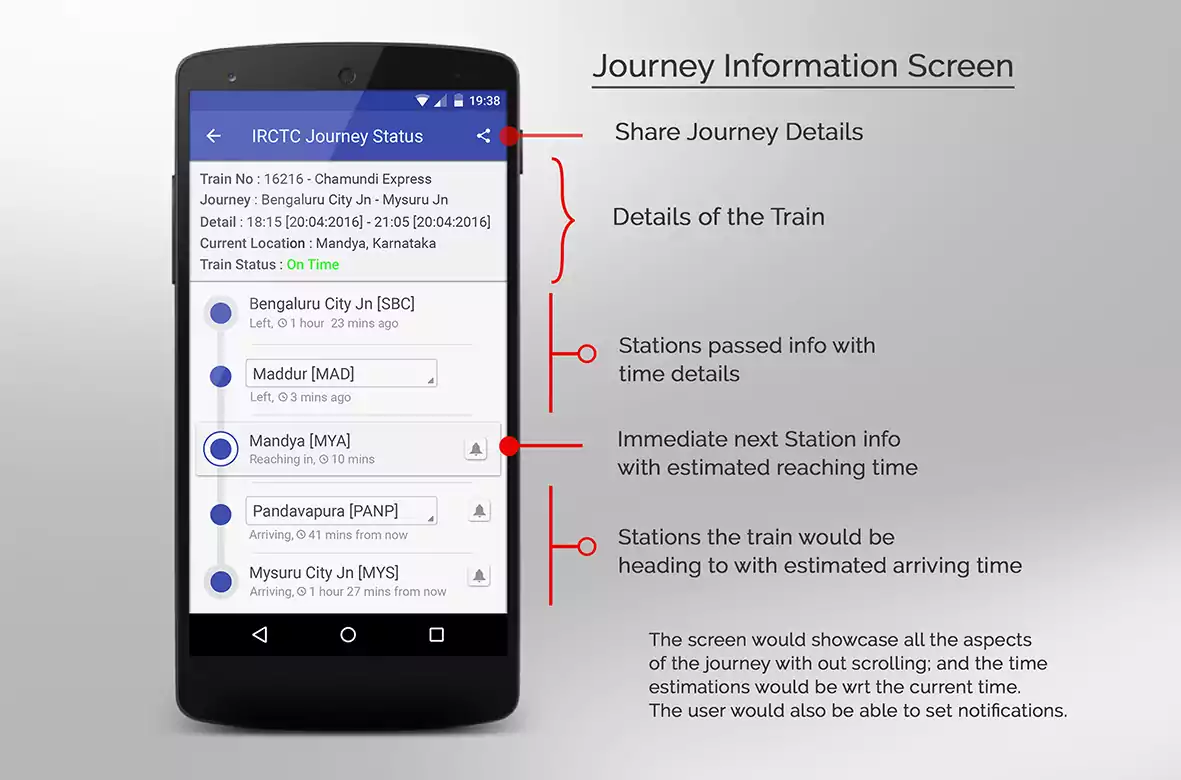 Journey Information Screen
19:38
IRCTC Journey Status
Share Journey Details
Train No : 16216 - Chamundi Express
Journey : Bengaluru City Jn - Mysuru Jn
Detail : 18:15 [20:04:2016] - 21:05 [20:04:2016]
Current Location : Mandya, Karnataka
Train Status : On Time
Details of the Train
Bengaluru City Jn [SBC]
Left, 1 hour 23 mins ago
Maddur [MAD]
Left, 3 mins ago
Stations passed info with
time details
Mandya [MYA]
Reaching in, 10 mins
Immediate next Station info
with estimated reaching time
Pandavapura [PANP]
Arriving, 41 mins from now
Mysuru City Jn [MYS]
Arriving, 1 hour 27 mins from now
Stations the train would be
heading to with estimated arriving time
The screen would showcase all the aspects
of the journey with out scrolling; and the time
estimations would be wrt the current time.
The user would also be able to set notifications.